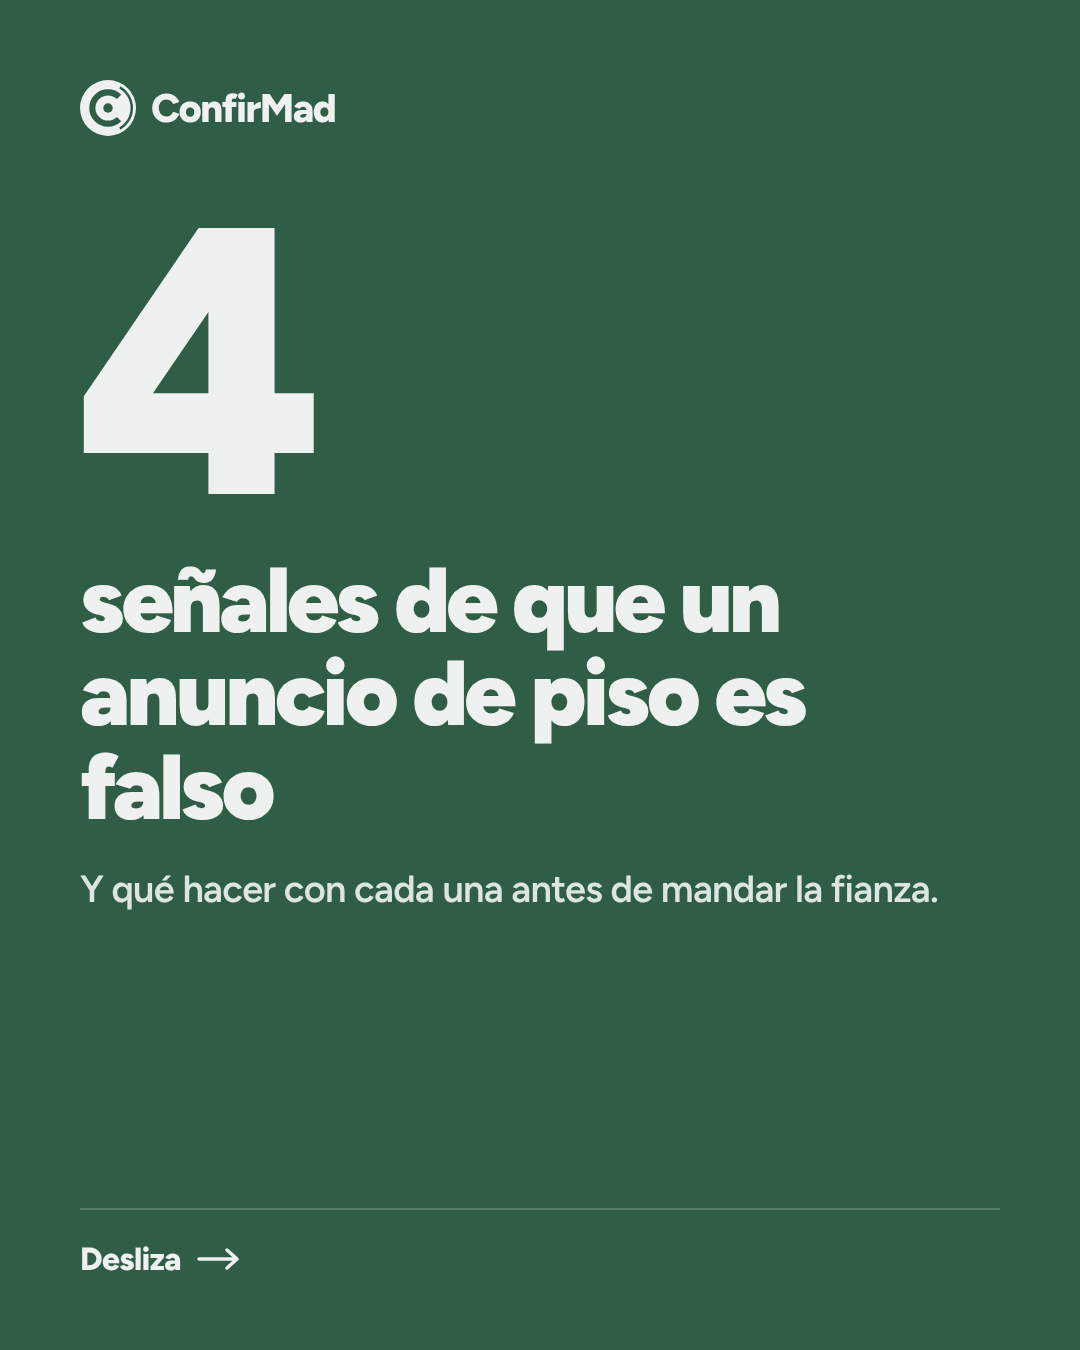 ConfirMad
4
señales de que un
anuncio de piso es
falso
Y qué hacer con cada una antes de mandar la fianza.
Desliza →